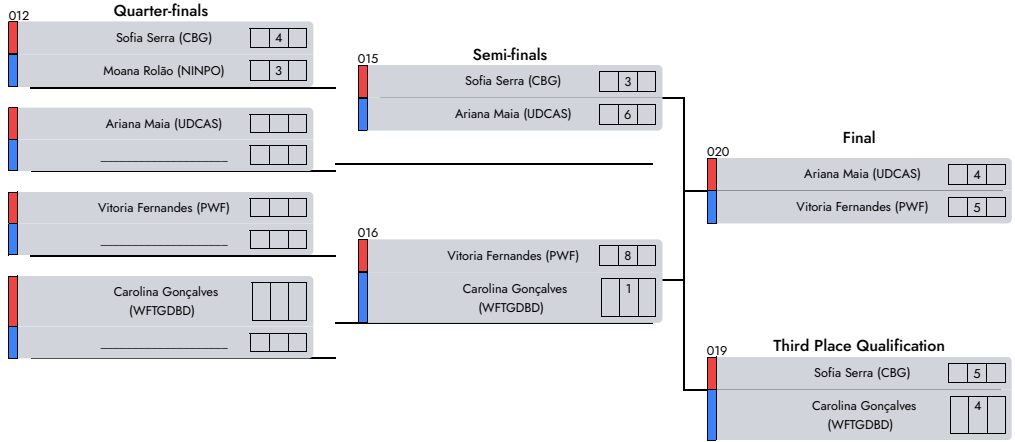 Quarter-finals
012
Sofia Serra (CBG) 4
Moana Rolão (NINPO) 3
Ariana Maia (UDCAS)
____________________
Vitoria Fernandes (PWF)
____________________
Carolina Gonçalves
(WFTGDBD)
____________________
Semi-finals
015
Sofia Serra (CBG) 3
Ariana Maia (UDCAS) 6
016
Vitoria Fernandes (PWF) 8
Carolina Gonçalves 1
(WFTGDBD)
Final
020
Ariana Maia (UDCAS) 4
Vitoria Fernandes (PWF) 5
Third Place Qualification
019
Sofia Serra (CBG) 5
Carolina Gonçalves 4
(WFTGDBD)